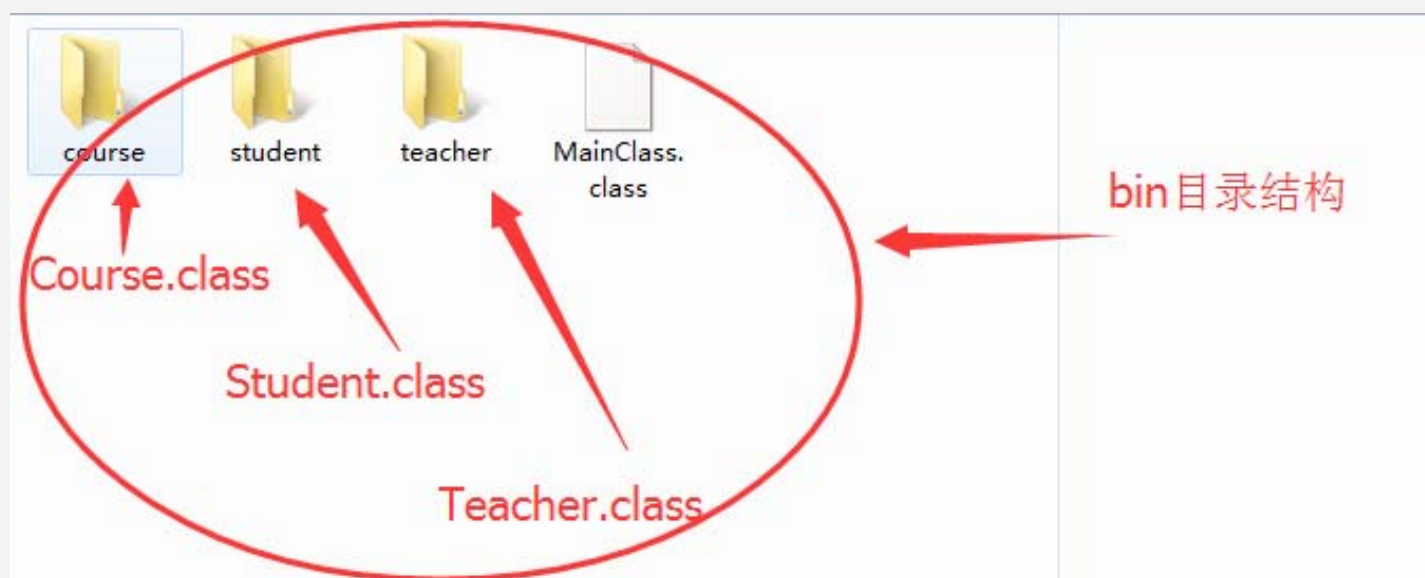 course
student
teacher
MainClass.
class
bin目录结构
Course.class
Student.class
Teacher.class